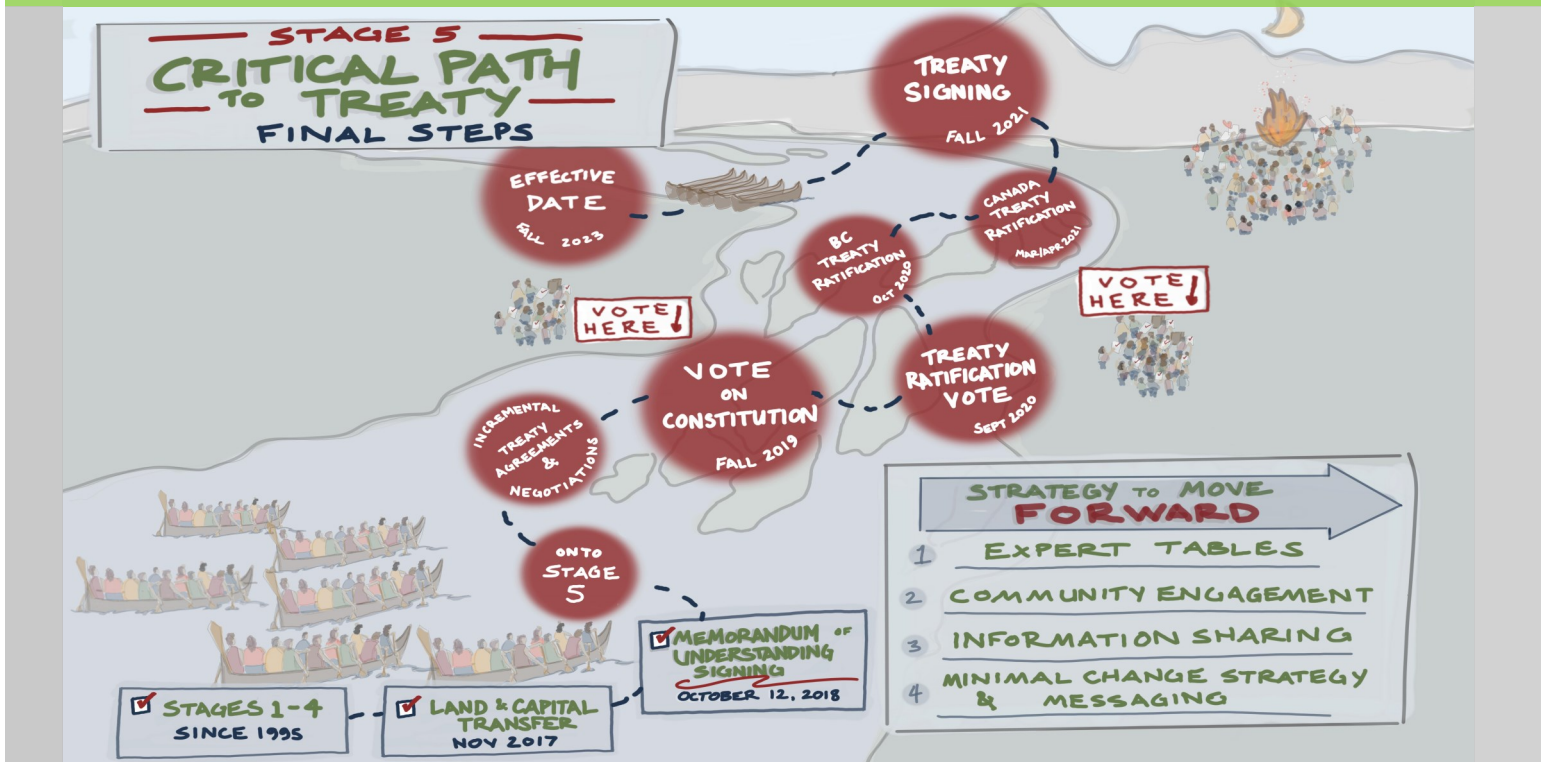 STAGE 5
CRITICAL PATH
TO TREATY
FINAL STEPS
TREATY
SIGNING
FALL 2021
EFFECTIVE
DATE
FALL 2023
CANADA
TREATY
RATIFICATION
MAR/APR 2021
BC
TREATY
RATIFICATION
OCT 2020
VOTE
HERE!
VOTE
HERE!
TREATY
RATIFICATION
VOTE
SEPT 2020
VOTE
ON
CONSTITUTION
FALL 2019
INCREMENTAL
TREATY
AGREEMENTS
&
NEGOTIATIONS
ONTO
STAGE
5
MEMORANDUM OF
UNDERSTANDING
SIGNING
OCTOBER 12, 2018
LAND & CAPITAL
TRANSFER
NOV 2017
STAGES 1-4
SINCE 1995
STRATEGY TO MOVE
FORWARD
1 EXPERT TABLES
2 COMMUNITY ENGAGEMENT
3 INFORMATION SHARING
4 MINIMAL CHANGE STRATEGY
& MESSAGING